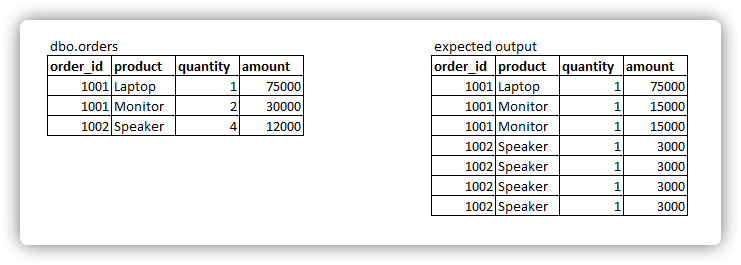 dbo.orders
order_id product quantity amount
1001 Laptop 1 75000
1001 Monitor 2 30000
1002 Speaker 4 12000
expected output
order_id product quantity amount
1001 Laptop 1 75000
1001 Monitor 1 15000
1001 Monitor 1 15000
1002 Speaker 1 3000
1002 Speaker 1 3000
1002 Speaker 1 3000
1002 Speaker 1 3000